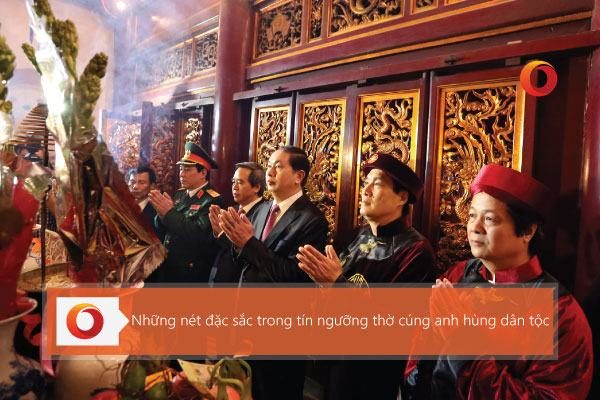 Những nét đặc sắc trong tín ngưỡng thờ cúng anh hùng dân tộc